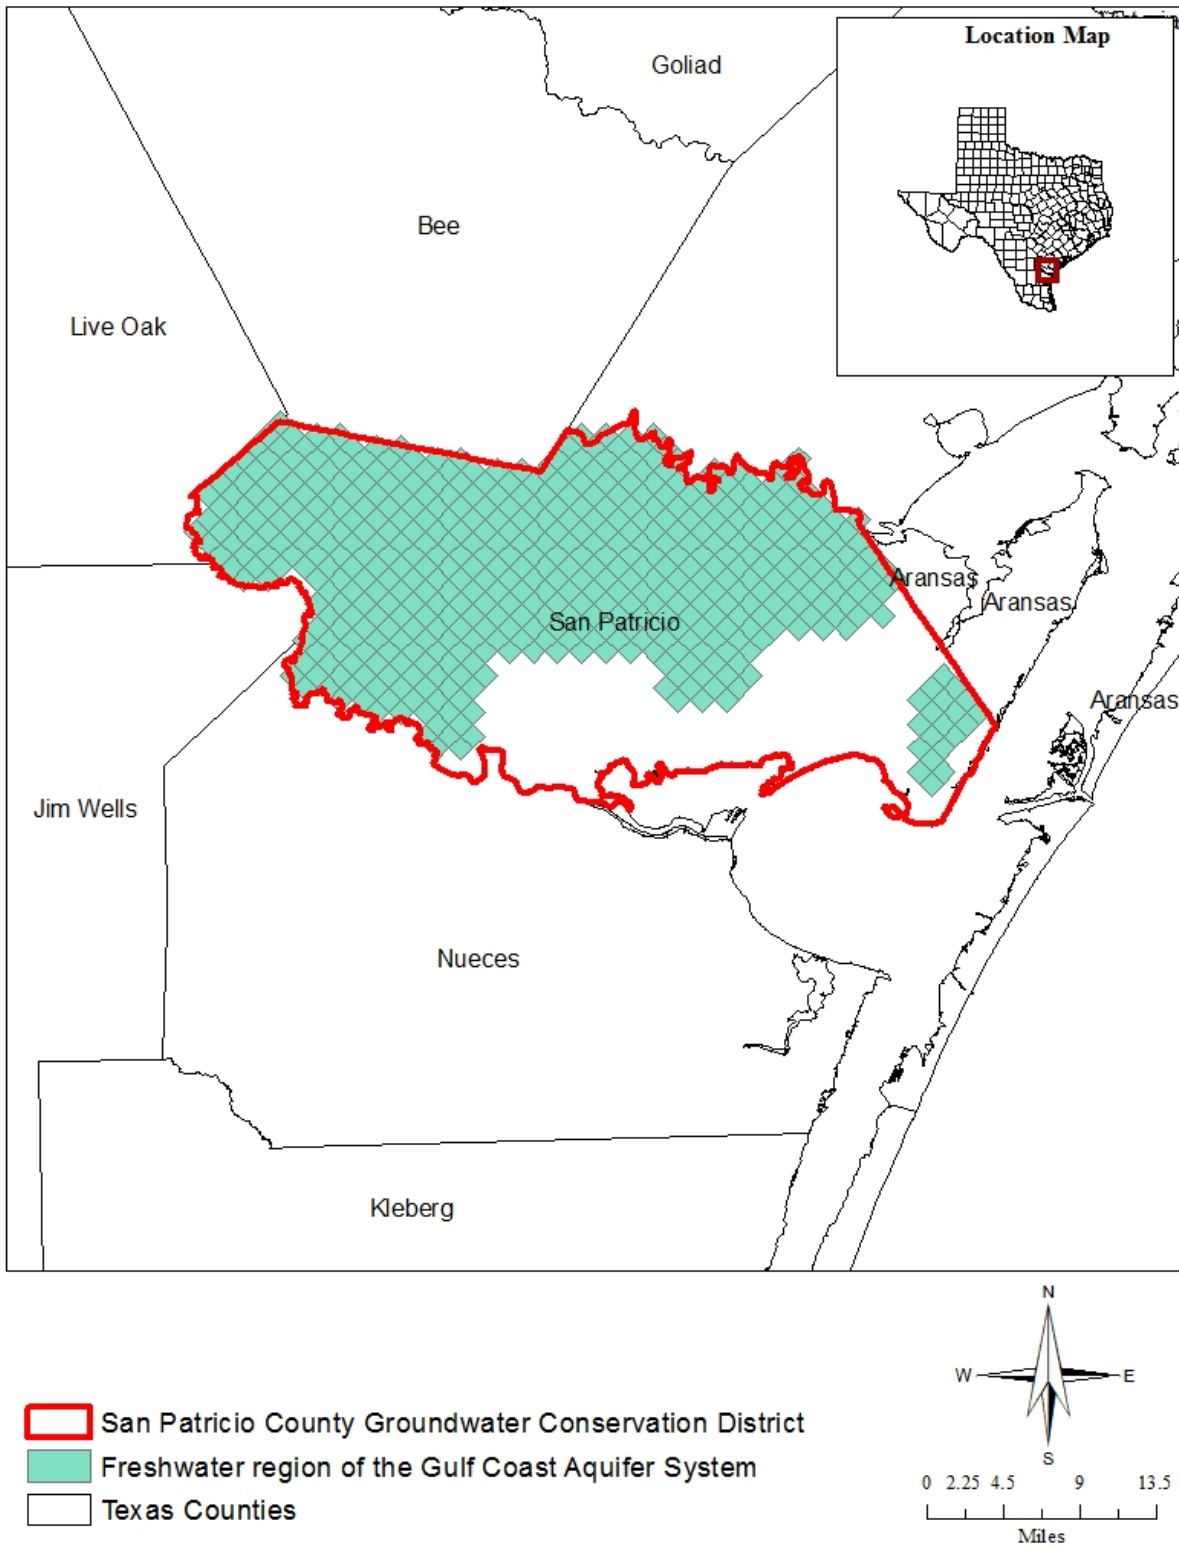 Location Map
Goliad
Bee
Live Oak
Aransas
Aransas
San Patricio
Aransas
Jim Wells
Nueces
Kleberg
N
W E
S
San Patricio County Groundwater Conservation District
Freshwater region of the Gulf Coast Aquifer System
Texas Counties
0 2.25 4.5 9 13.5
Miles